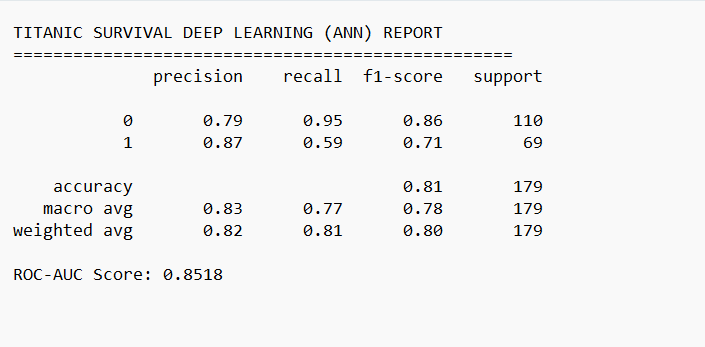 TITANIC SURVIVAL DEEP LEARNING (ANN) REPORT
==================================================
precision recall f1-score support
0 0.79 0.95 0.86 110
1 0.87 0.59 0.71 69
accuracy 0.81 179
macro avg 0.83 0.77 0.78 179
weighted avg 0.82 0.81 0.80 179
ROC-AUC Score: 0.8518